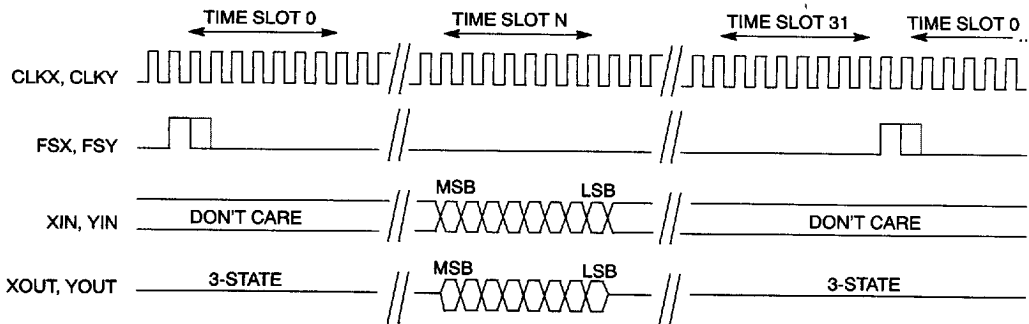 TIME SLOT 0 TIME SLOT N TIME SLOT 31 TIME SLOT 0
CLKX, CLKY
FSX, FSY
MSB LSB
XIN, YIN DON'T CARE DON'T CARE
MSB LSB
XOUT, YOUT 3-STATE 3-STATE